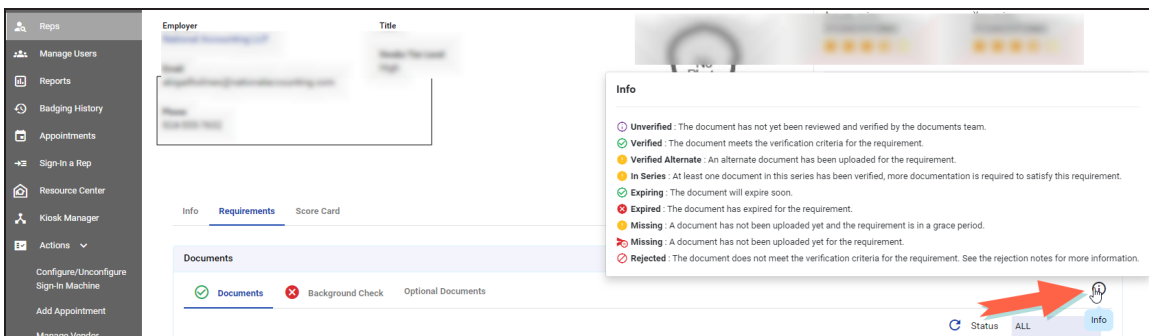 Reps
Manage Users
Reports
Badging History
Appointments
Sign-In a Rep
Resource Center
Kiosk Manager
Actions
Configure/Unconfigure
Sign-In Machine
Add Appointment
Manage Vendor
Employer
Title
No
Info
Unverified : The document has not yet been reviewed and verified by the documents team.
Verified : The document meets the verification criteria for the requirement.
Verified Alternate : An alternate document has been uploaded for the requirement.
In Series : At least one document in this series has been verified, more documentation is required to satisfy this requirement.
Expiring : The document will expire soon.
Expired : The document has expired for the requirement.
Missing : A document has not been uploaded yet and the requirement is in a grace period.
Missing : A document has not been uploaded yet for the requirement.
Rejected : The document does not meet the verification criteria for the requirement. See the rejection notes for more information.
Info Requirements Score Card
Documents
Documents Background Check Optional Documents
Status ALL
Info